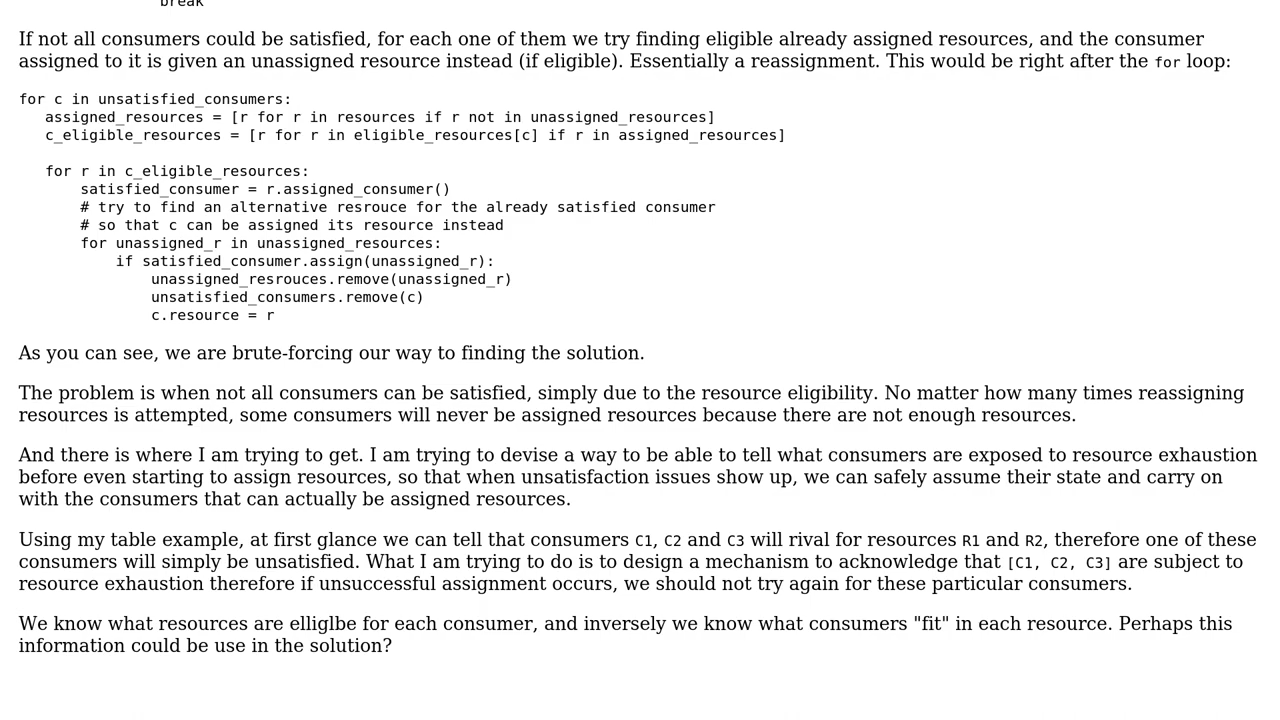 break
If not all consumers could be satisfied, for each one of them we try finding eligible already assigned resources, and the consumer
assigned to it is given an unassigned resource instead (if eligible). Essentially a reassignment. This would be right after the for loop:
for c in unsatisfied_consumers:
   assigned_resources = [r for r in resources if r not in unassigned_resources]
   c_eligible_resources = [r for r in eligible_resources[c] if r in assigned_resources]
   for r in c_eligible_resources:
       satisfied_consumer = r.assigned_consumer()
       # try to find an alternative resrouce for the already satisfied consumer
       # so that c can be assigned its resource instead
       for unassigned_r in unassigned_resources:
           if satisfied_consumer.assign(unassigned_r):
               unassigned_resrouces.remove(unassigned_r)
               unsatisfied_consumers.remove(c)
               c.resource = r
As you can see, we are brute-forcing our way to finding the solution.
The problem is when not all consumers can be satisfied, simply due to the resource eligibility. No matter how many times reassigning
resources is attempted, some consumers will never be assigned resources because there are not enough resources.
And there is where I am trying to get. I am trying to devise a way to be able to tell what consumers are exposed to resource exhaustion
before even starting to assign resources, so that when unsatisfaction issues show up, we can safely assume their state and carry on
with the consumers that can actually be assigned resources.
Using my table example, at first glance we can tell that consumers C1, C2 and C3 will rival for resources R1 and R2, therefore one of these
consumers will simply be unsatisfied. What I am trying to do is to design a mechanism to acknowledge that [C1, C2, C3] are subject to
resource exhaustion therefore if unsuccessful assignment occurs, we should not try again for these particular consumers.
We know what resources are elliglbe for each consumer, and inversely we know what consumers "fit" in each resource. Perhaps this
information could be use in the solution?